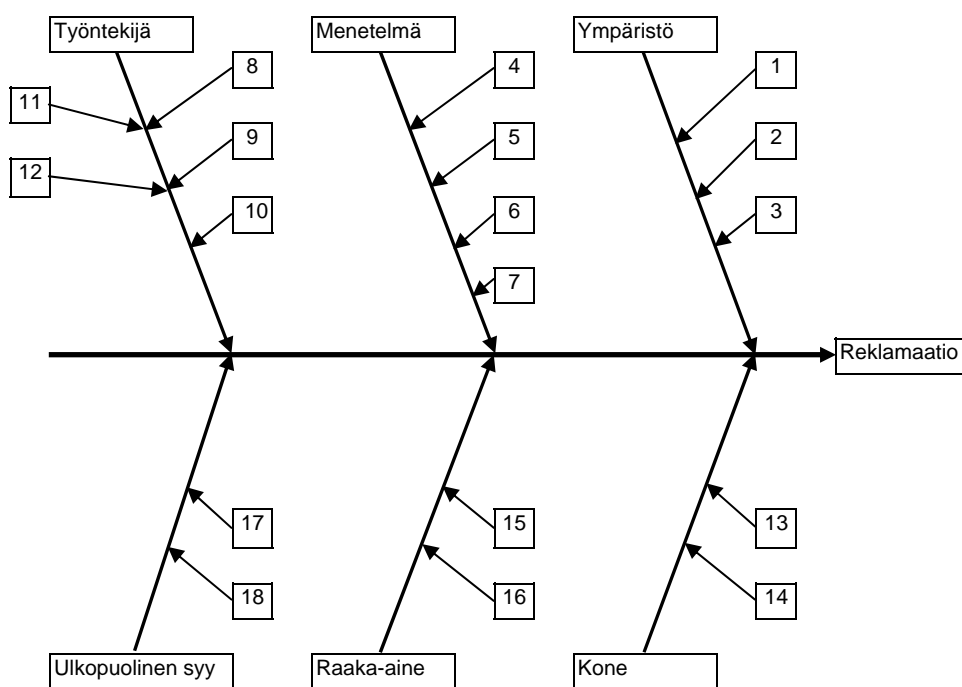 Työntekijä
Menetelmä
Ympäristö
8
4
1
11
9
5
2
12
10
6
3
7
Reklamaatio
17
15
13
18
16
14
Ulkopuolinen syy
Raaka-aine
Kone